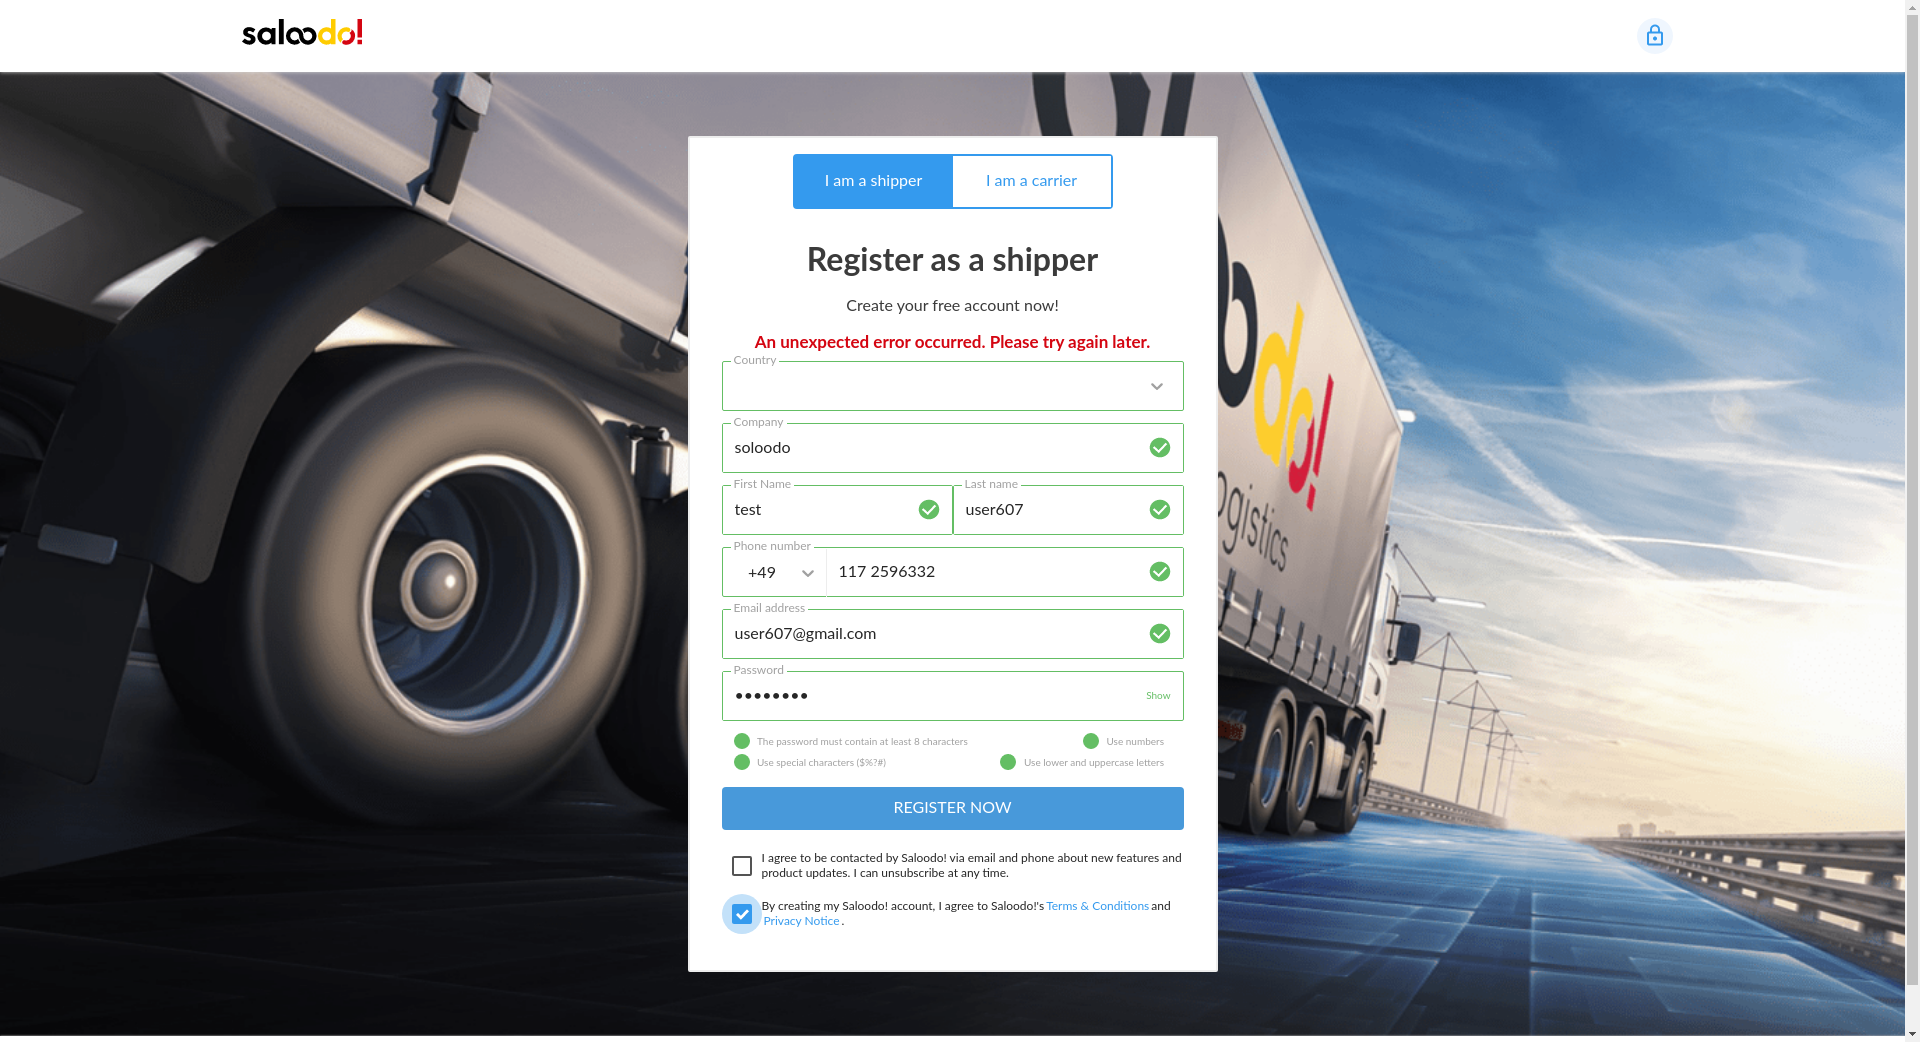 saloodo!
I am a shipper
I am a carrier
Register as a shipper
Create your free account now!
An unexpected error occurred. Please try again later.
Country
Company
soloodo
First Name
test
Last name
user607
Phone number
+49
117 2596332
Email address
user607@gmail.com
Password
••••••••
Show
The password must contain at least 8 characters
Use numbers
Use special characters ($%?#)
Use lower and uppercase letters
REGISTER NOW
I agree to be contacted by Saloodo! via email and phone about new features and
product updates. I can unsubscribe at any time.
By creating my Saloodo! account, I agree to Saloodo!'s Terms & Conditions and
Privacy Notice .
do!
ogistics